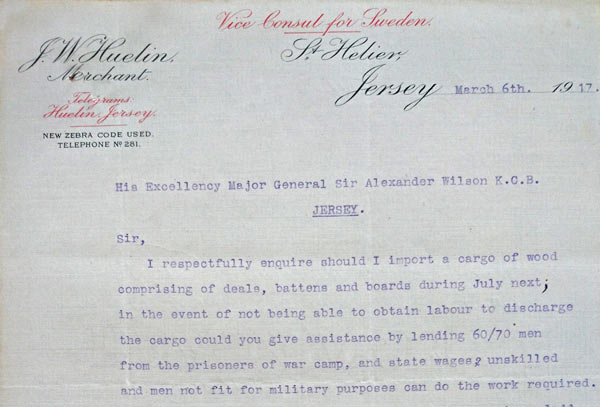 Vice Consul for Sweden.
J. W. Huelin,
Merchant.
Telegrams
Huelin, Jersey.
NEW ZEBRA CODE USED.
TELEPHONE No 281.
St Helier,
Jersey March 6th. 1917.
His Excellency Major General Sir Alexander Wilson K.C.B.
JERSEY.
Sir,
I respectfully enquire should I import a cargo of wood
comprising of deals, battens and boards during July next;
in the event of not being able to obtain labour to discharge
the cargo could you give assistance by lending 60/70 men
from the prisoners of war camp, and state wages? unskilled
and men not fit for military purposes can do the work required.